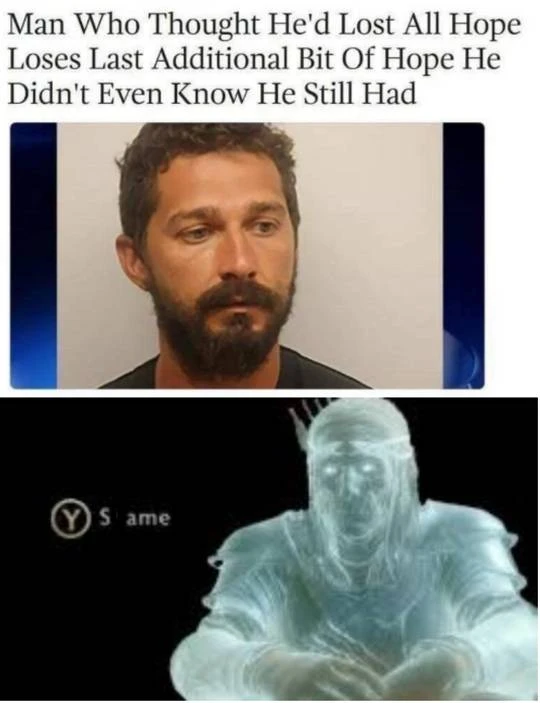 Man Who Thought He'd Lost All Hope
Loses Last Additional Bit Of Hope He
Didn't Even Know He Still Had
Y S ame